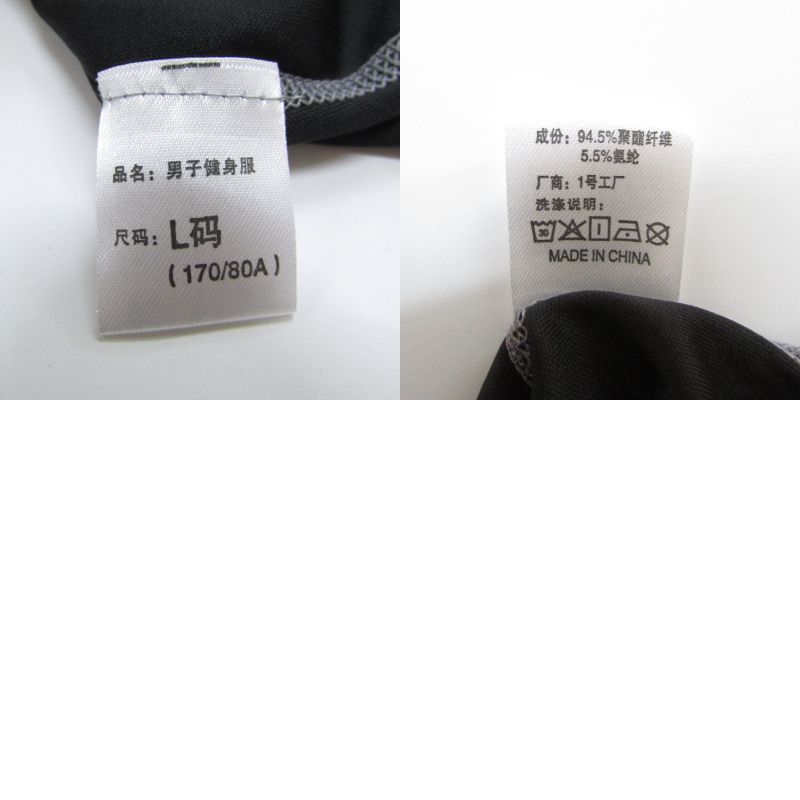 品名：男子健身服
尺码：L码
(170/80A)
成份：94.5%聚酯纤维
5.5%氨纶
厂商：1号工厂
洗涤说明：
30
MADE IN CHINA